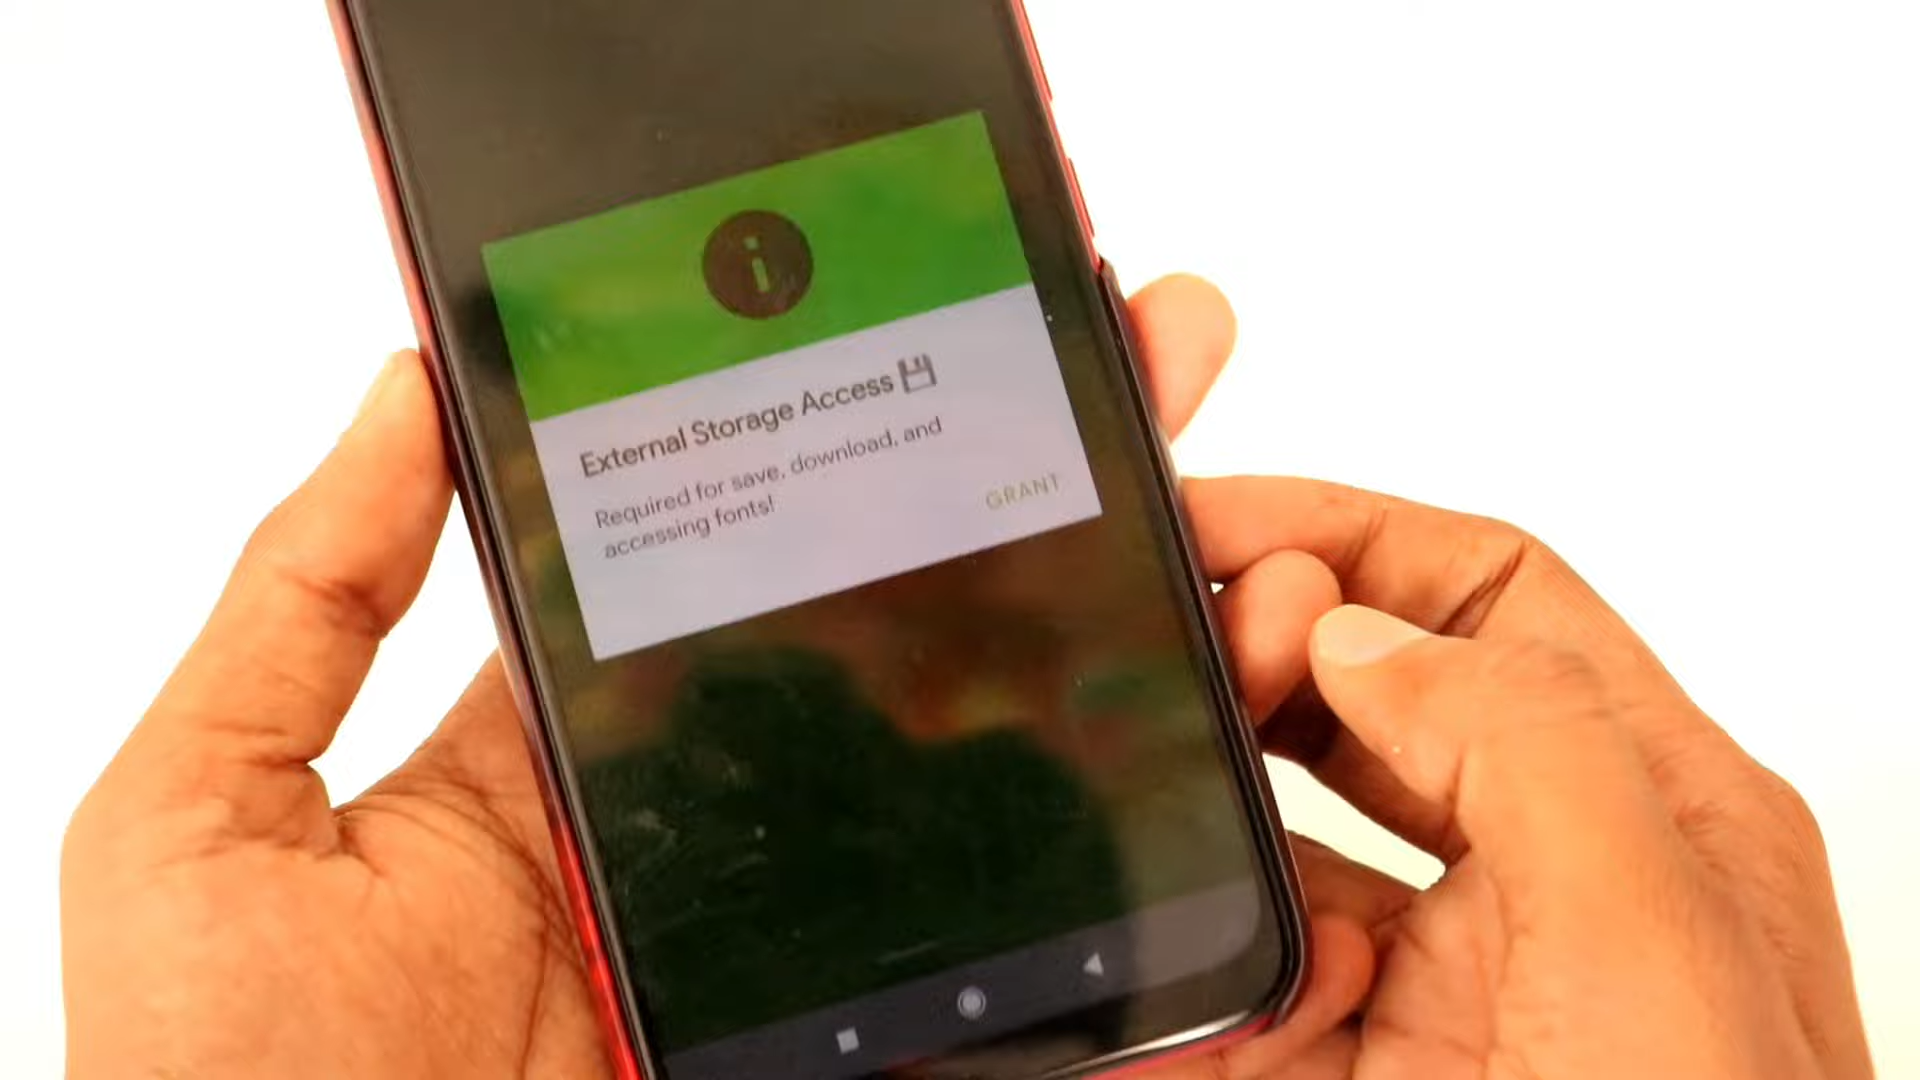 External Storage Access 💾
Required for save, download, and
accessing fonts!
GRANT